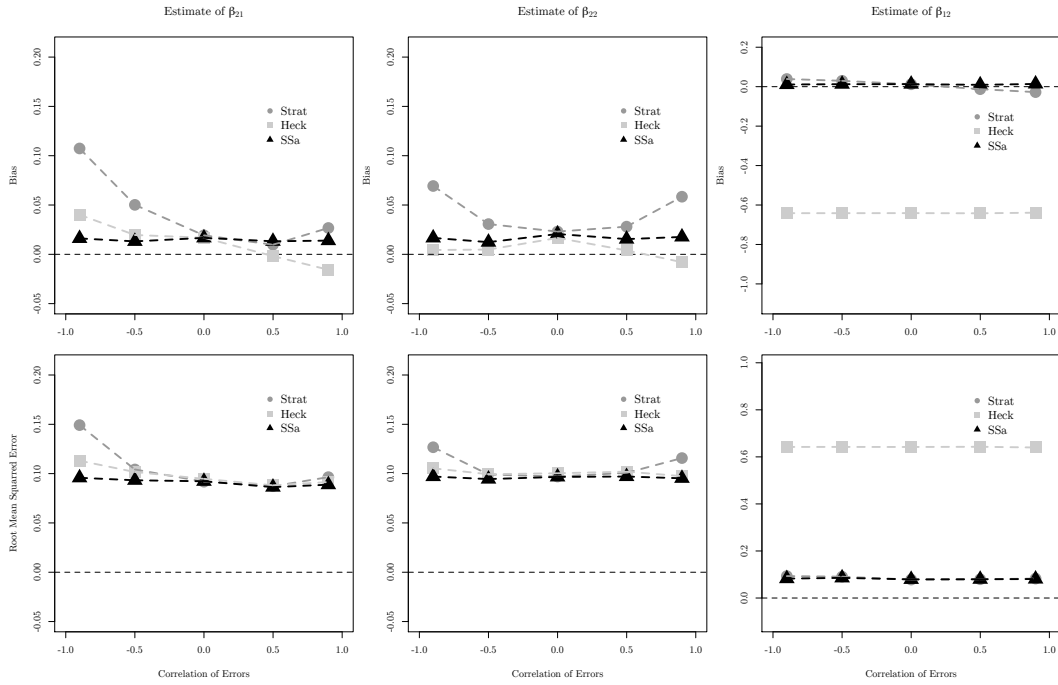 Estimate of β21
Estimate of β22
Estimate of β12
Bias
0.20
0.15
0.10
0.05
0.00
-0.05
Strat
Heck
SSa
-1.0 -0.5 0.0 0.5 1.0
Bias
0.20
0.15
0.10
0.05
0.00
-0.05
Strat
Heck
SSa
-1.0 -0.5 0.0 0.5 1.0
Bias
0.2
0.0
-0.2
-0.4
-0.6
-0.8
-1.0
Strat
Heck
SSa
-1.0 -0.5 0.0 0.5 1.0
Root Mean Squared Error
0.20
0.15
0.10
0.05
0.00
-0.05
Strat
Heck
SSa
-1.0 -0.5 0.0 0.5 1.0
Correlation of Errors
0.20
0.15
0.10
0.05
0.00
-0.05
Strat
Heck
SSa
-1.0 -0.5 0.0 0.5 1.0
Correlation of Errors
1.0
0.8
0.6
0.4
0.2
0.0
Strat
Heck
SSa
-1.0 -0.5 0.0 0.5 1.0
Correlation of Errors